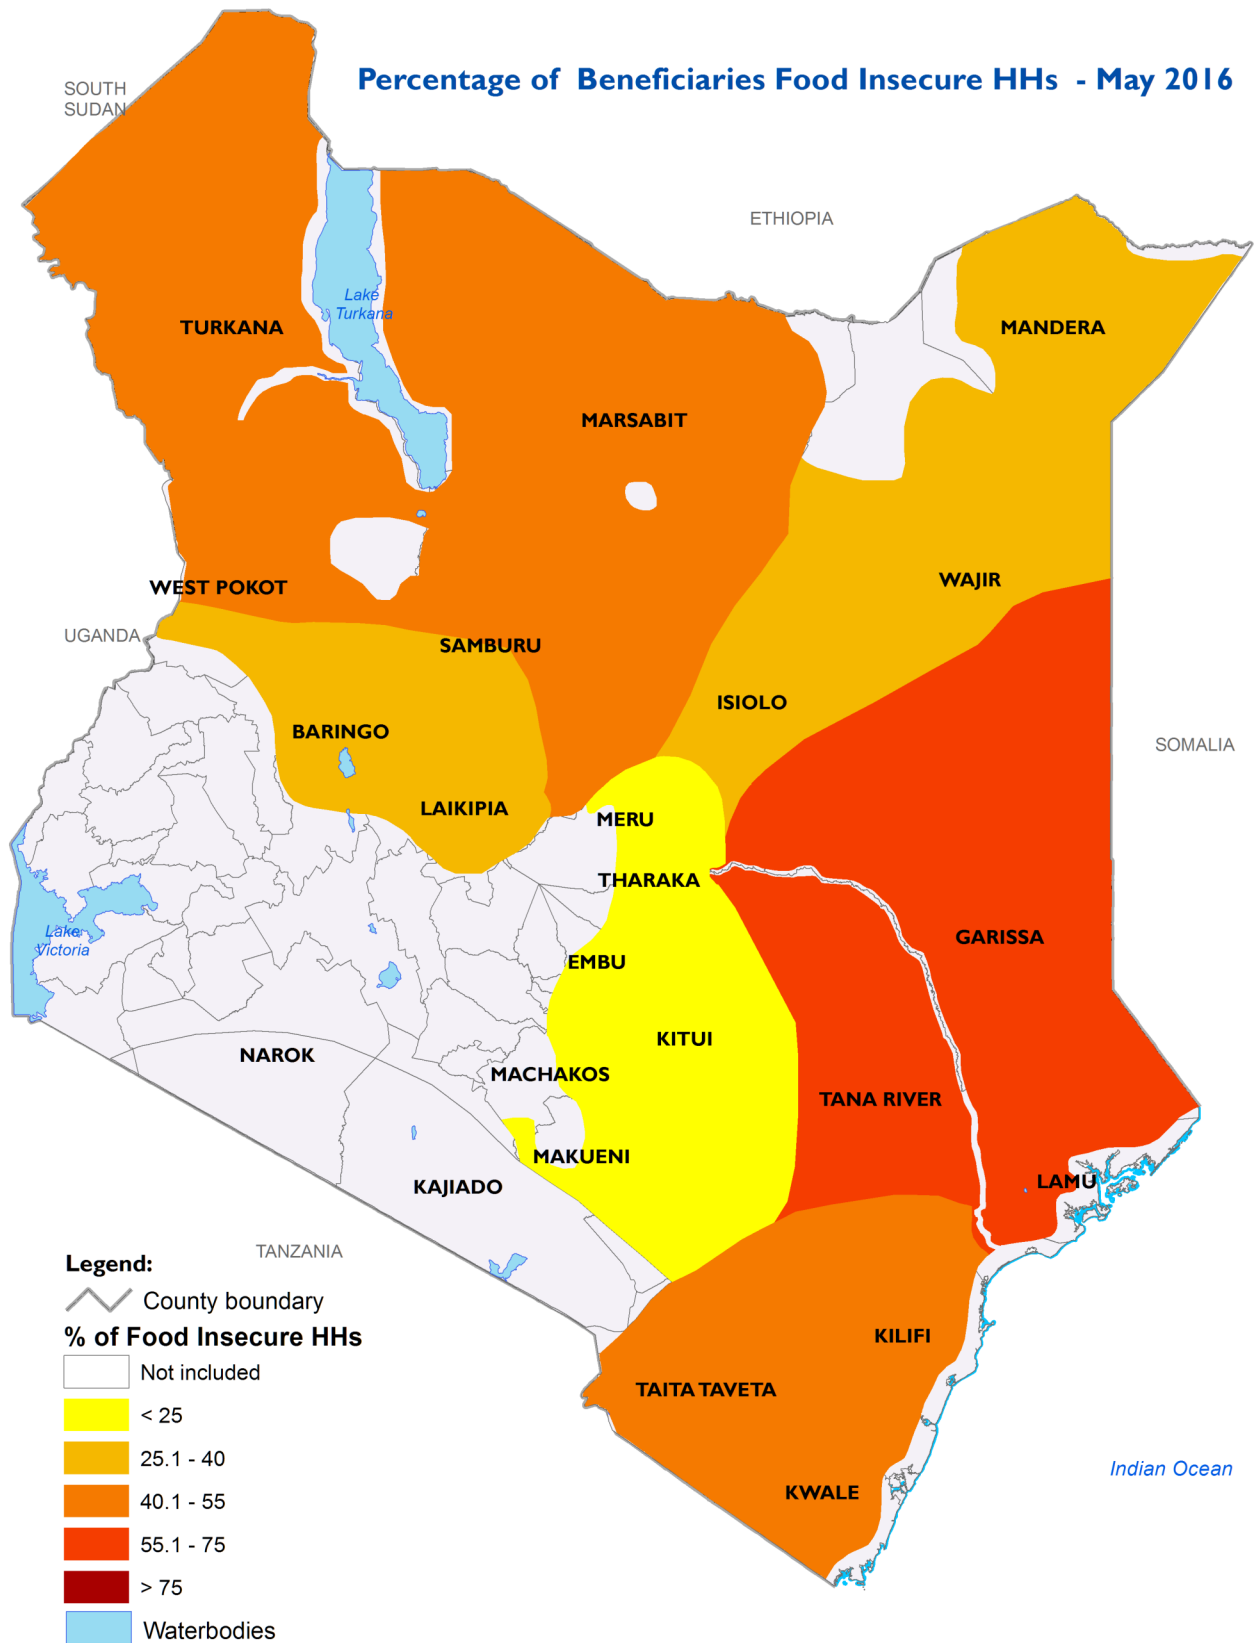 Percentage of  Beneficiaries Food Insecure HHs  - May 2016
SOUTH
SUDAN
ETHIOPIA
Lake
Turkana
TURKANA
MANDERA
MARSABIT
WAJIR
WEST POKOT
UGANDA
SAMBURU
ISIOLO
BARINGO
SOMALIA
LAIKIPIA
MERU
THARAKA
Lake
Victoria
GARISSA
EMBU
KITUI
NAROK
MACHAKOS
TANA RIVER
MAKUENI
KAJIADO
LAMU
TANZANIA
KILIFI
TAITA TAVETA
Indian Ocean
KWALE
Legend:
County boundary
% of Food Insecure HHs
Not included
< 25
25.1 - 40
40.1 - 55
55.1 - 75
> 75
Waterbodies